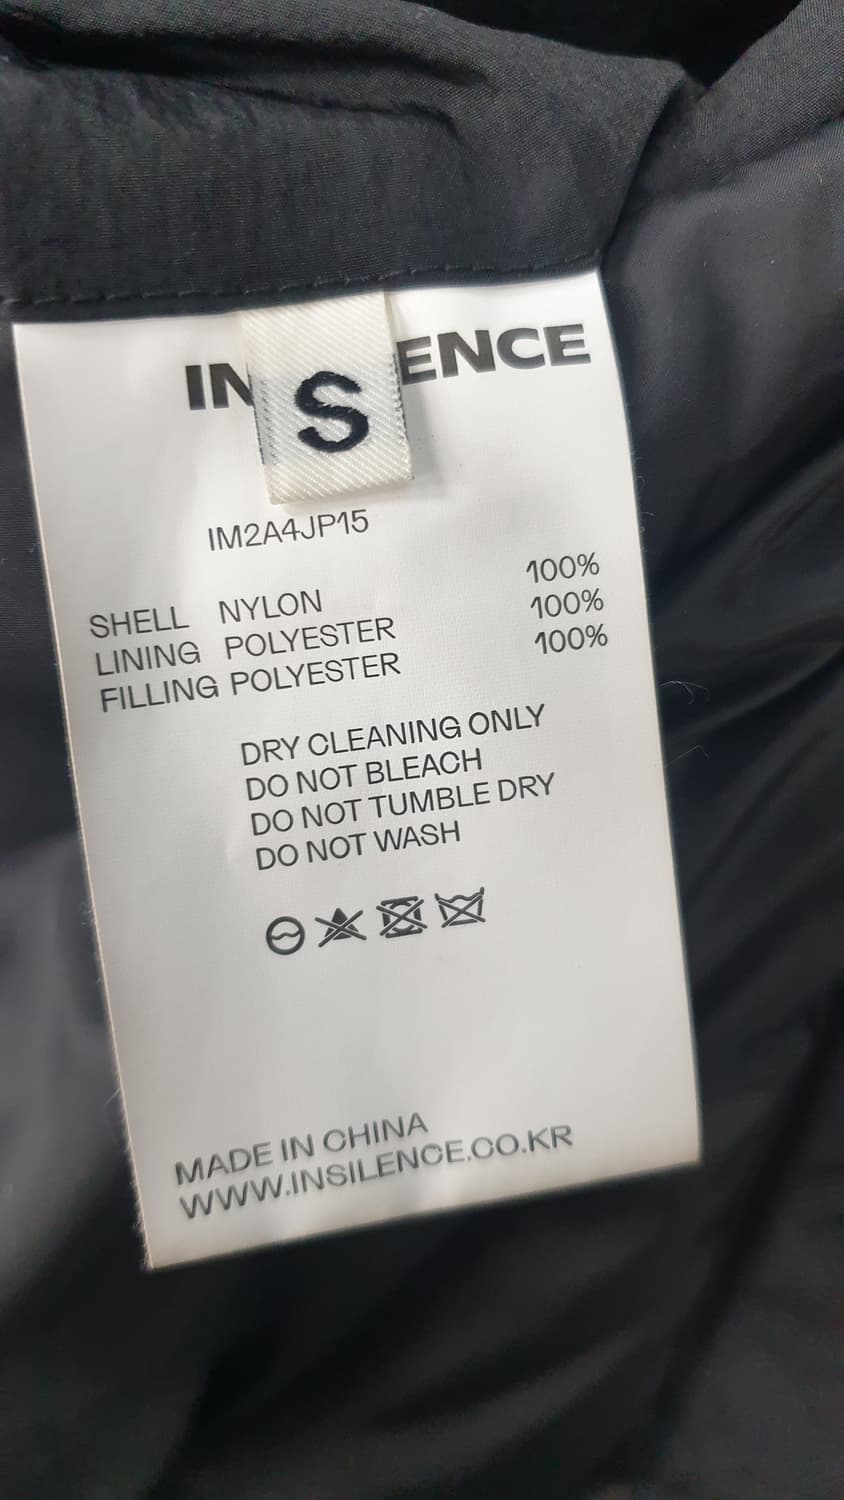 IN ENCE
S
IM2A4JP15
SHELL NYLON 100%
LINING POLYESTER 100%
FILLING POLYESTER 100%
DRY CLEANING ONLY
DO NOT BLEACH
DO NOT TUMBLE DRY
DO NOT WASH
MADE IN CHINA
WWW.INSILENCE.CO.KR